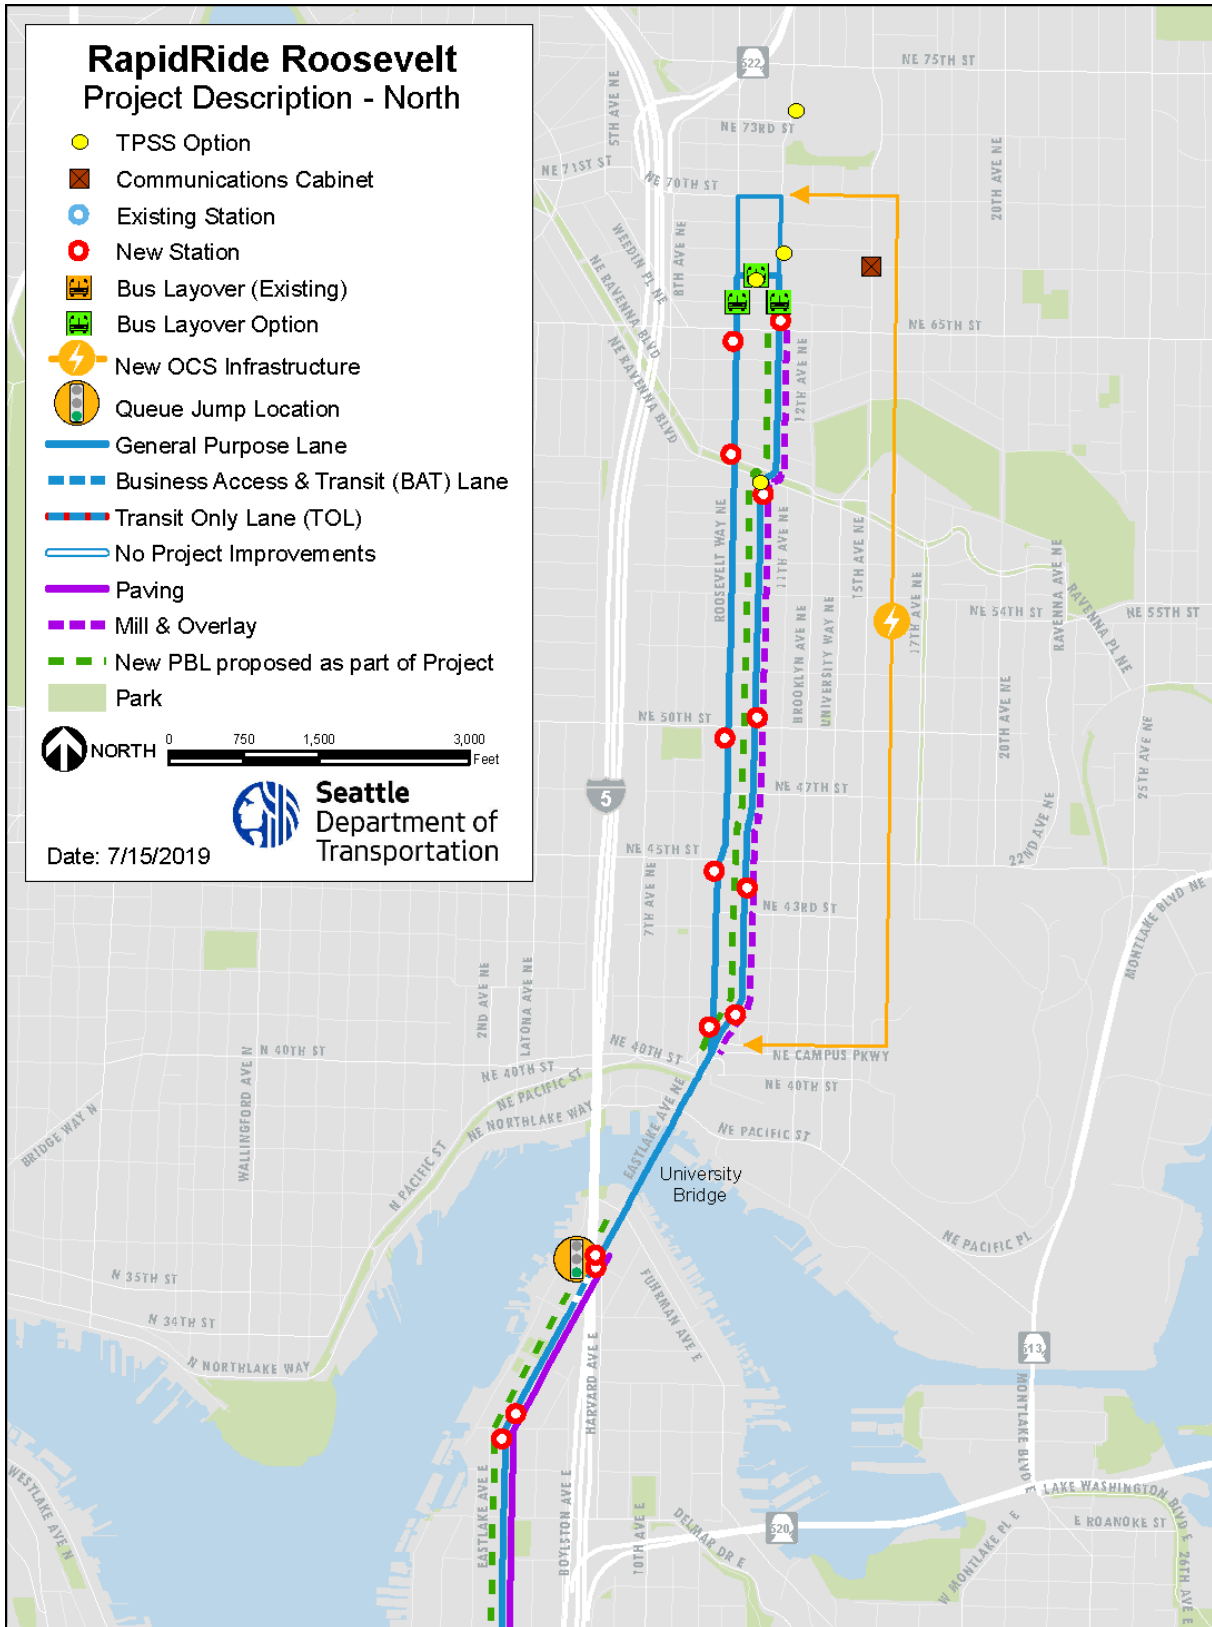 RapidRide Roosevelt
Project Description - North
TPSS Option
Communications Cabinet
Existing Station
New Station
Bus Layover (Existing)
Bus Layover Option
New OCS Infrastructure
Queue Jump Location
General Purpose Lane
Business Access & Transit (BAT) Lane
Transit Only Lane (TOL)
No Project Improvements
Paving
Mill & Overlay
New PBL proposed as part of Project
Park
NORTH
0 750 1,500 3,000
Feet
Seattle
Department of
Transportation
Date: 7/15/2019
522
NE 75TH ST
5TH AVE NE
NE 73RD ST
NE 71ST ST
NE 70TH ST
20TH AVE NE
WEEDIN PL NE
8TH AVE NE
NE RAVENNA BLVD
NE 65TH ST
NE RAVENNA BLVD
12TH AVE NE
ROOSEVELT WAY NE
11TH AVE NE
15TH AVE NE
17TH AVE NE
BROOKLYN AVE NE
UNIVERSITY WAY NE
NE 54TH ST
NE 55TH ST
RAVENNA AVE NE
RAVENNA PL NE
NE 50TH ST
20TH AVE NE
25TH AVE NE
5
NE 47TH ST
22ND AVE NE
NE 45TH ST
7TH AVE NE
NE 43RD ST
MONTLAKE BLVD NE
2ND AVE NE
LATONA AVE NE
WALLINGFORD AVE N
N 40TH ST
NE 40TH ST
NE 40TH ST
NE CAMPUS PKWY
NE 40TH ST
NE PACIFIC ST
NE NORTHLAKE WAY
EASTLAKE AVE NE
NE PACIFIC ST
BRIDGE WAY N
N PACIFIC ST
University
Bridge
NE PACIFIC PL
N 35TH ST
N 34TH ST
N NORTHLAKE WAY
FUHRMAN AVE E
HARVARD AVE E
513
MONTLAKE BLVD E
WESTLAKE AVE N
EASTLAKE AVE E
BOYLSTON AVE E
10TH AVE E
DELMAR DR E
520
LAKE WASHINGTON BLVD E
E ROANOKE ST
W MONTLAKE PL E
26TH AVE E